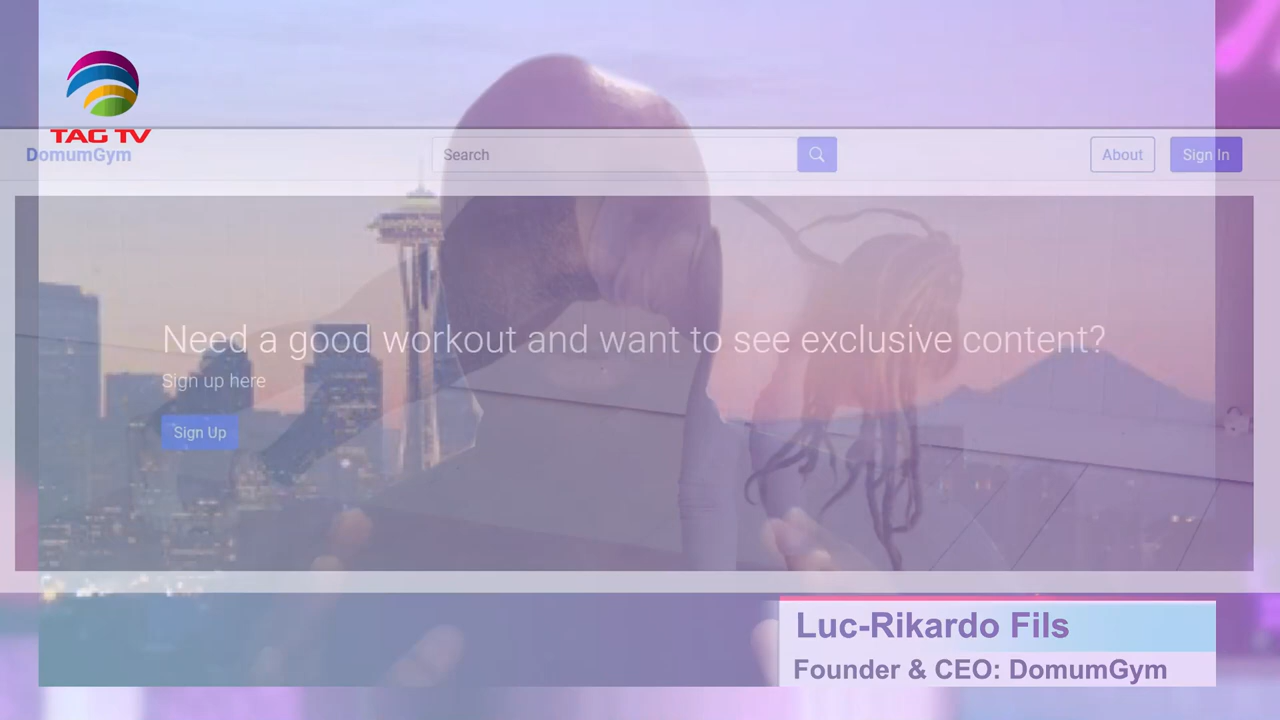 TAG TV
DomumGym
Search
About
Sign In
Need a good workout and want to see exclusive content?
Sign up here
Sign Up
Luc-Rikardo Fils
Founder & CEO: DomumGym